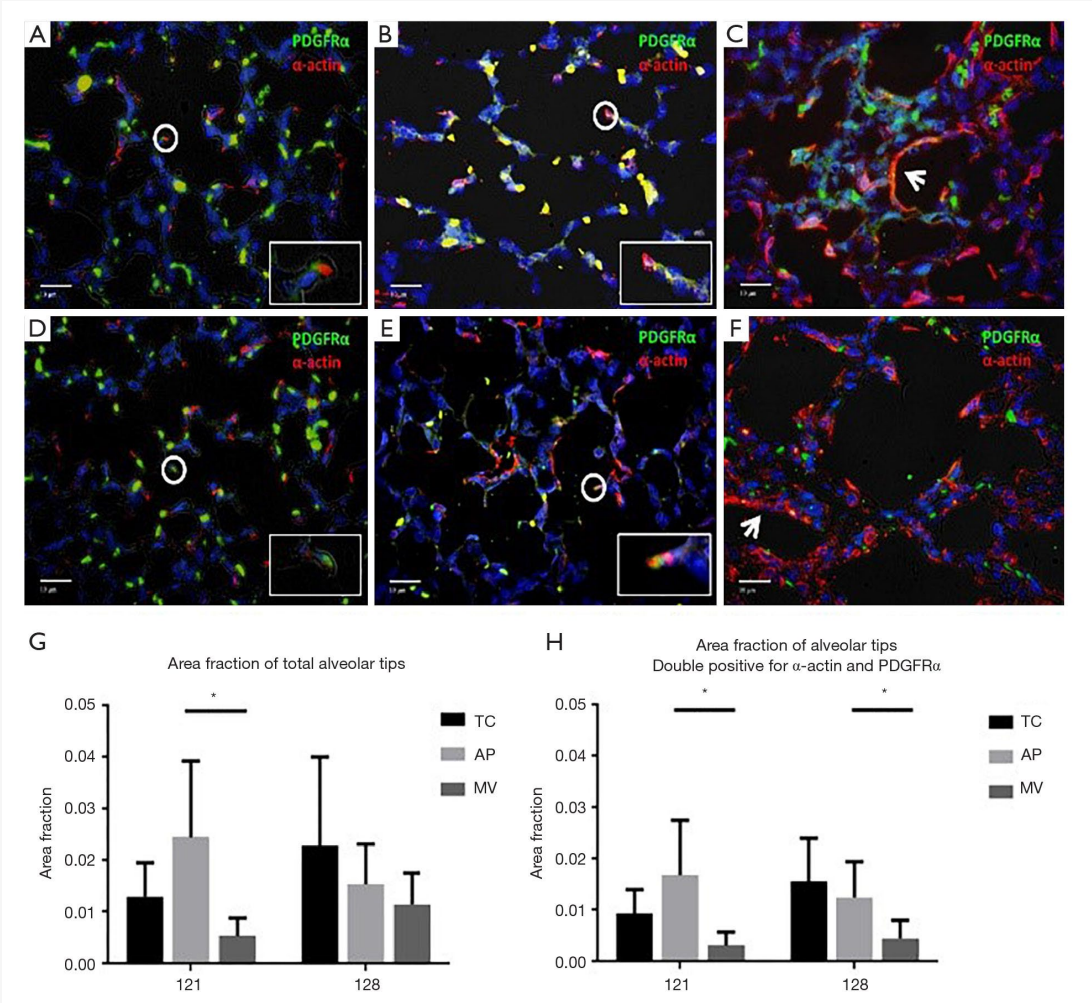 A
PDGFRα
α-actin
B
PDGFRα
α-actin
C
PDGFRα
α-actin
D
PDGFRα
α-actin
E
PDGFRα
α-actin
F
PDGFRα
α-actin
G
Area fraction of total alveolar tips
*
0.05
0.04
0.03
0.02
0.01
0.00
Area fraction
121
128
TC
AP
MV
H
Area fraction of alveolar tips
Double positive for α-actin and PDGFRα
*
*
0.05
0.04
0.03
0.02
0.01
0.00
Area fraction
121
128
TC
AP
MV